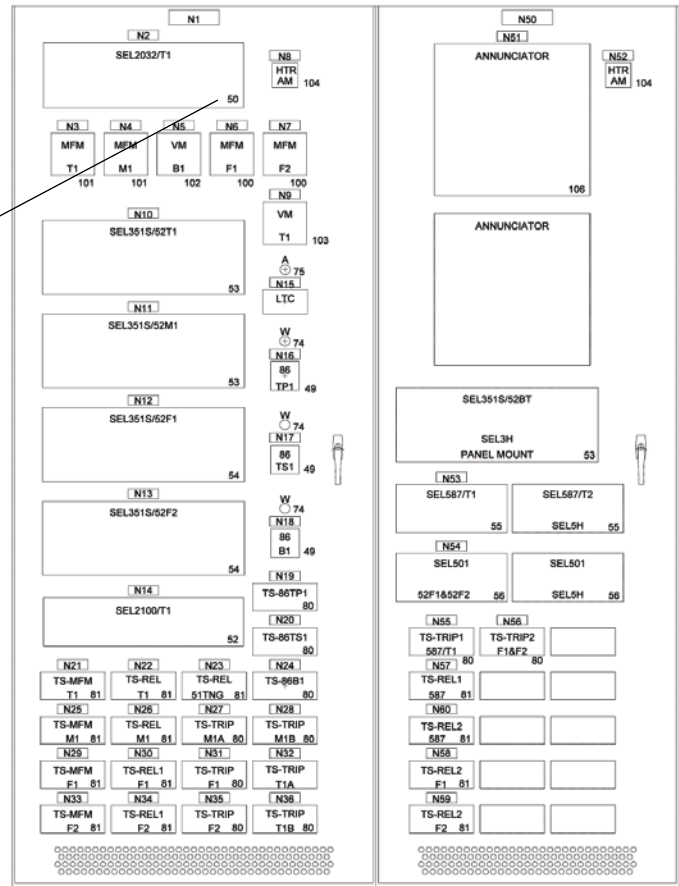 N1
N2
SEL2032/T1
50
N8
HTR
AM
104
N3
MFM
T1
101
N4
MFM
M1
101
N5
VM
B1
102
N6
MFM
F1
100
N7
MFM
F2
100
N9
VM
T1
103
N10
SEL351S/52T1
53
A
75
N15
LTC
N11
SEL351S/52M1
53
W
74
N16
86
TP1
49
N12
SEL351S/52F1
54
W
74
N17
86
TS1
49
N13
SEL351S/52F2
54
W
74
N18
86
B1
49
N14
SEL2100/T1
52
N19
TS-86TP1
80
N20
TS-86TS1
80
N21
TS-MFM
T1 81
N22
TS-REL
T1 81
N23
TS-REL
51TNG 81
N24
TS-86B1
80
N25
TS-MFM
M1 81
N26
TS-REL
M1 81
N27
TS-TRIP
M1A 80
N28
TS-TRIP
M1B 80
N29
TS-MFM
F1 81
N30
TS-REL1
F1 81
N31
TS-TRIP
F1 80
N32
TS-TRIP
T1A
N33
TS-MFM
F2 81
N34
TS-REL1
F2 81
N35
TS-TRIP
F2 80
N36
TS-TRIP
T1B 80
N50
N51
ANNUNCIATOR
106
N52
HTR
AM
104
ANNUNCIATOR
SEL351S/52BT
SEL3H
PANEL MOUNT
53
N53
SEL587/T1
55
SEL587/T2
SEL5H
55
N54
SEL501
52F1&52F2
56
SEL501
SEL5H
56
N55
TS-TRIP1
587/T1
80
N56
TS-TRIP2
F1&F2
80
N57
TS-REL1
587 81
N60
TS-REL2
587 81
N58
TS-REL2
F1 81
N59
TS-REL2
F2 81